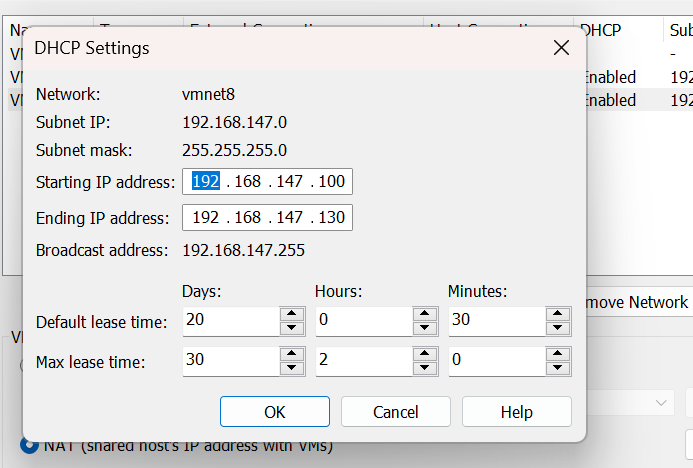 DHCP
Sub
DHCP Settings
-
Enabled 192
Enabled 192
Network: vmnet8
Subnet IP: 192.168.147.0
Subnet mask: 255.255.255.0
Starting IP address: 192 . 168 . 147 . 100
Ending IP address: 192 . 168 . 147 . 130
Broadcast address: 192.168.147.255
Days: Hours: Minutes:
Default lease time: 20 0 30
Max lease time: 30 2 0
move Network
OK Cancel Help
NAT (shared host's IP address with VMs)